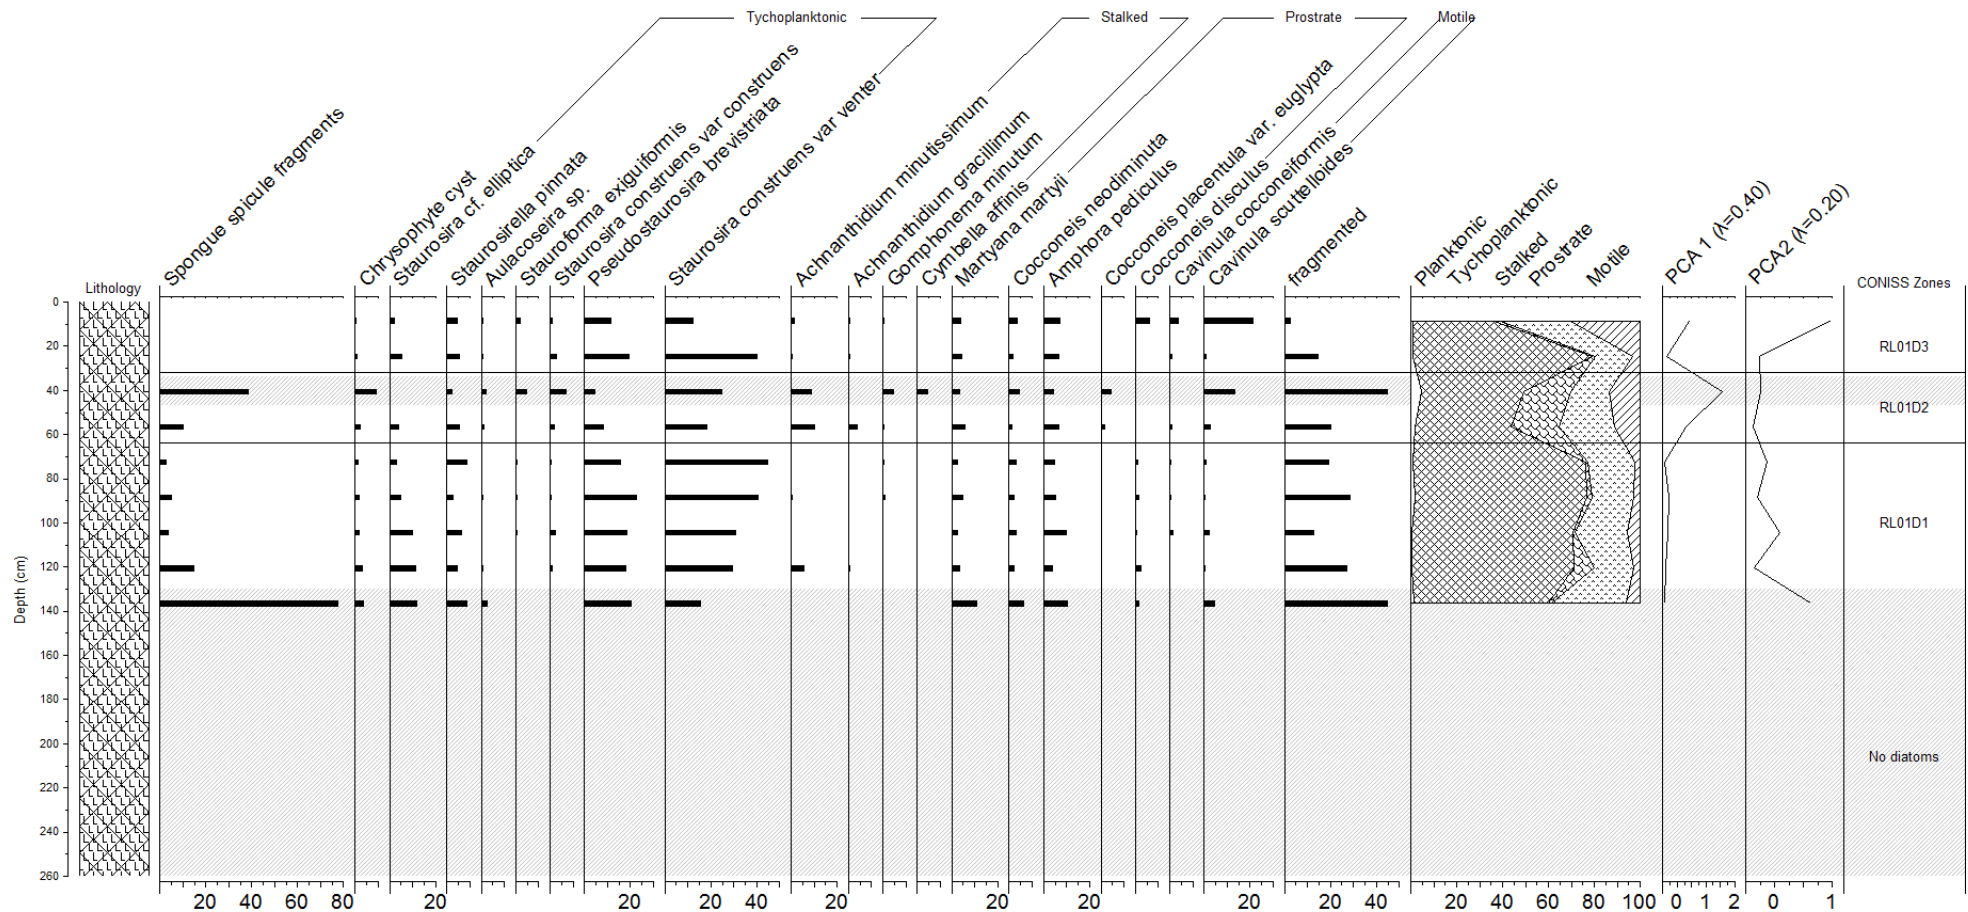 Tychoplanktonic
Stalked
Prostrate
Motile
Lithology
Spongue spicule fragments
Chrysophyte cyst
Staurosira cf. elliptica
Staurosirella pinnata
Aulacoseira sp.
Stauroforma exiguiformis
Staurosira construens var construens
Pseudostaurosira brevistriata
Staurosira construens var venter
Achnanthidium minutissimum
Achnanthidium gracillimum
Gomphonema minutum
Cymbella affinis
Martyana martyii
Cocconeis neodiminuta
Amphora pediculus
Cocconeis placentula var. euglypta
Cocconeis disculus
Cavinula cocconeiformis
Cavinula scuttelloides
fragmented
Planktonic
Tychoplanktonic
Stalked
Prostrate
Motile
PCA 1 (λ=0.40)
PCA2 (λ=0.20)
CONISS Zones
RL01D3
RL01D2
RL01D1
No diatoms
Depth (cm)
0
20
40
60
80
100
120
140
160
180
200
220
240
260
20 40 60 80 20 20 20 20 20 20 20 40 20 40 60 80 100 0 1 2 0 1